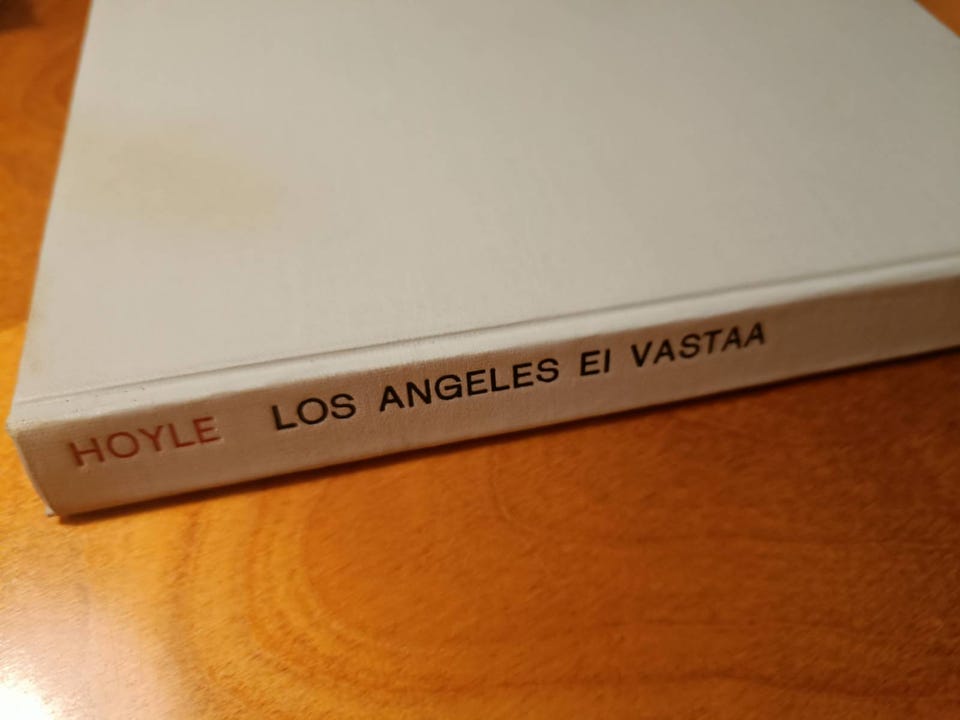 HOYLE LOS ANGELES EI VASTAA